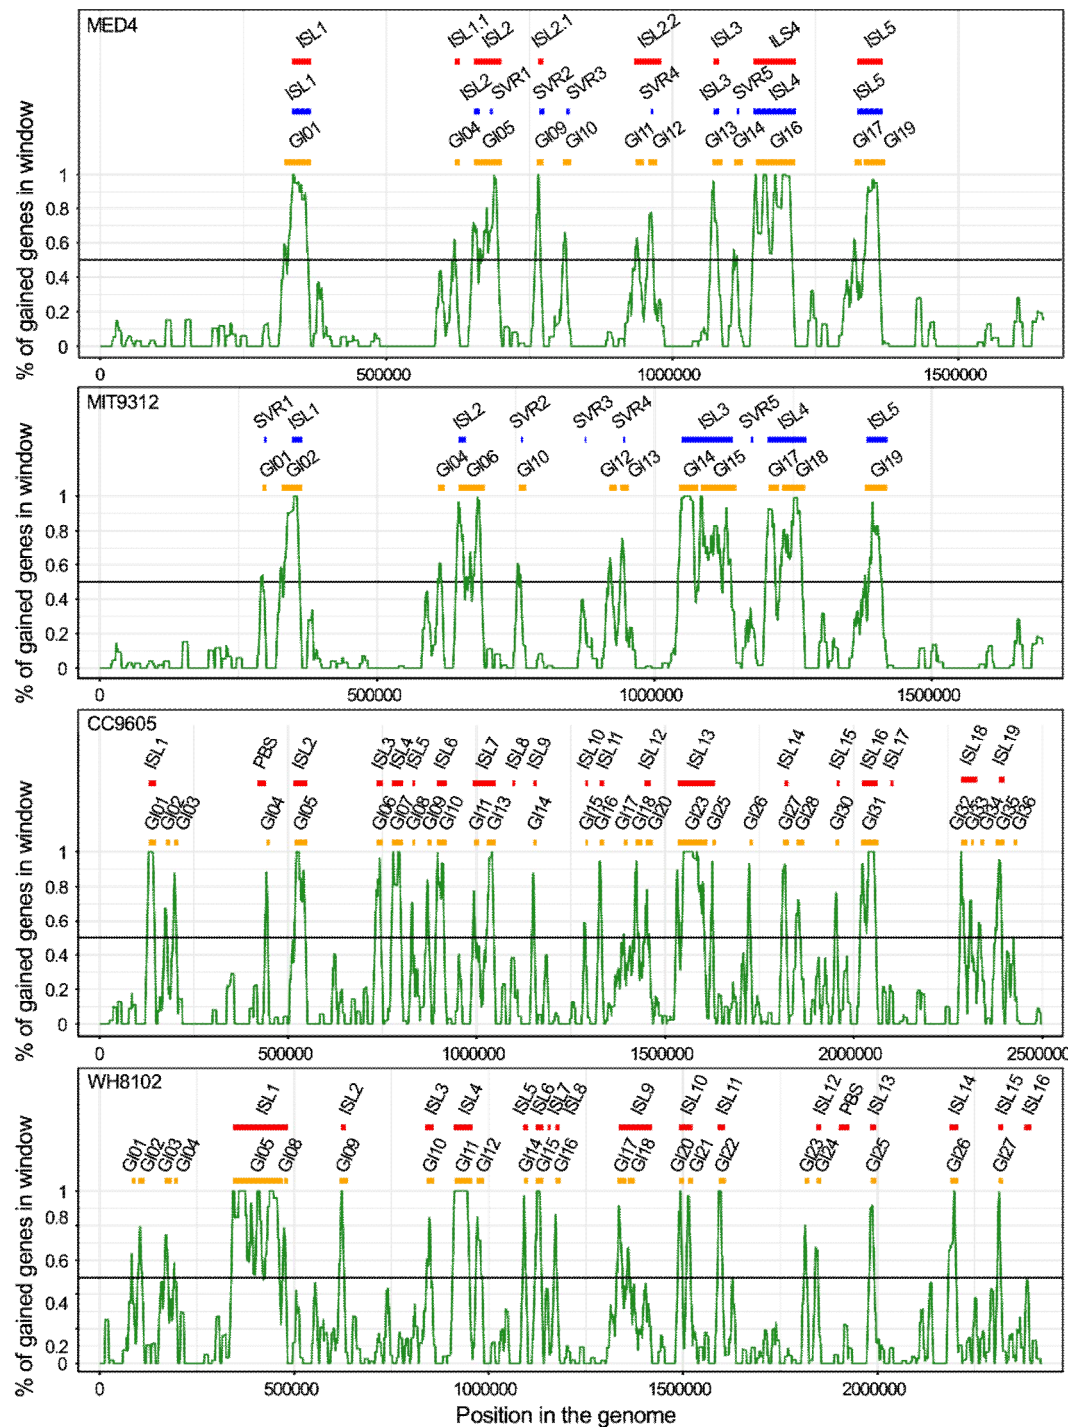 MED4
ISL1 ISL1.1 ISL2 ISL2.1 ISL2.2 ISL3 ILS4 ISL5
ISL1 ISL2 SVR1 SVR2 SVR3 SVR4 ISL3 SVR5 ISL4 ISL5
GI01 GI04 GI05 GI09 GI10 GI11 GI12 GI13 GI14 GI16 GI17 GI19
% of gained genes in window
1
0.8
0.6
0.4
0.2
0
0 500000 1000000 1500000
MIT9312
SVR1 ISL1 ISL2 SVR2 SVR3 SVR4 ISL3 SVR5 ISL4 ISL5
GI01 GI02 GI04 GI06 GI10 GI12 GI13 GI14 GI15 GI17 GI18 GI19
% of gained genes in window
1
0.8
0.6
0.4
0.2
0
0 500000 1000000 1500000
CC9605
ISL1 PBS ISL2 ISL3 ISL4 ISL5 ISL6 ISL7 ISL8 ISL9 ISL10 ISL11 ISL12 ISL13 ISL14 ISL15 ISL16 ISL17 ISL18 ISL19
GI01 GI02 GI03 GI04 GI05 GI06 GI07 GI08 GI09 GI10 GI11 GI13 GI14 GI15 GI16 GI17 GI18 GI20 GI23 GI25 GI26 GI27 GI28 GI30 GI31 GI32 GI33 GI34 GI35 GI36
% of gained genes in window
1
0.8
0.6
0.4
0.2
0
0 500000 1000000 1500000 2000000 2500000
WH8102
ISL1 ISL2 ISL3 ISL4 ISL5 ISL6 ISL7 ISL8 ISL9 ISL10 ISL11 ISL12 PBS ISL13 ISL14 ISL15 ISL16
GI01 GI02 GI03 GI04 GI05 GI08 GI09 GI10 GI11 GI12 GI14 GI15 GI16 GI17 GI18 GI20 GI21 GI22 GI23 GI24 GI25 GI26 GI27
% of gained genes in window
1
0.8
0.6
0.4
0.2
0
0 500000 1000000 1500000 2000000
Position in the genome